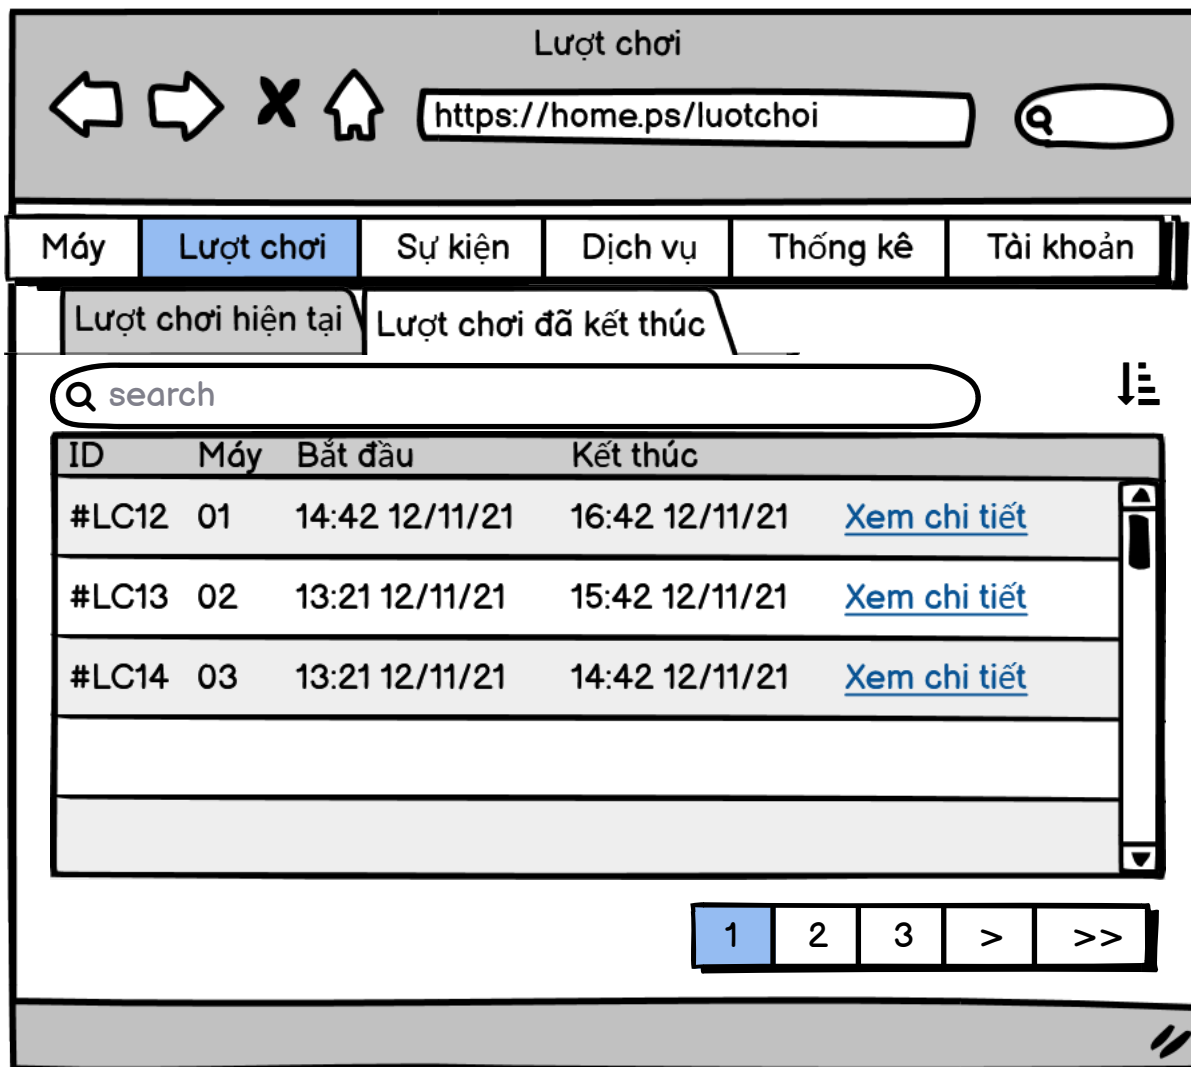 Lượt chơi
https://home.ps/luotchoi
Máy Lượt chơi Sự kiện Dịch vụ Thống kê Tài khoản
Lượt chơi hiện tại Lượt chơi đã kết thúc
search
ID Máy Bắt đầu Kết thúc
#LC12 01 14:42 12/11/21 16:42 12/11/21 Xem chi tiết
#LC13 02 13:21 12/11/21 15:42 12/11/21 Xem chi tiết
#LC14 03 13:21 12/11/21 14:42 12/11/21 Xem chi tiết
1 2 3 > >>